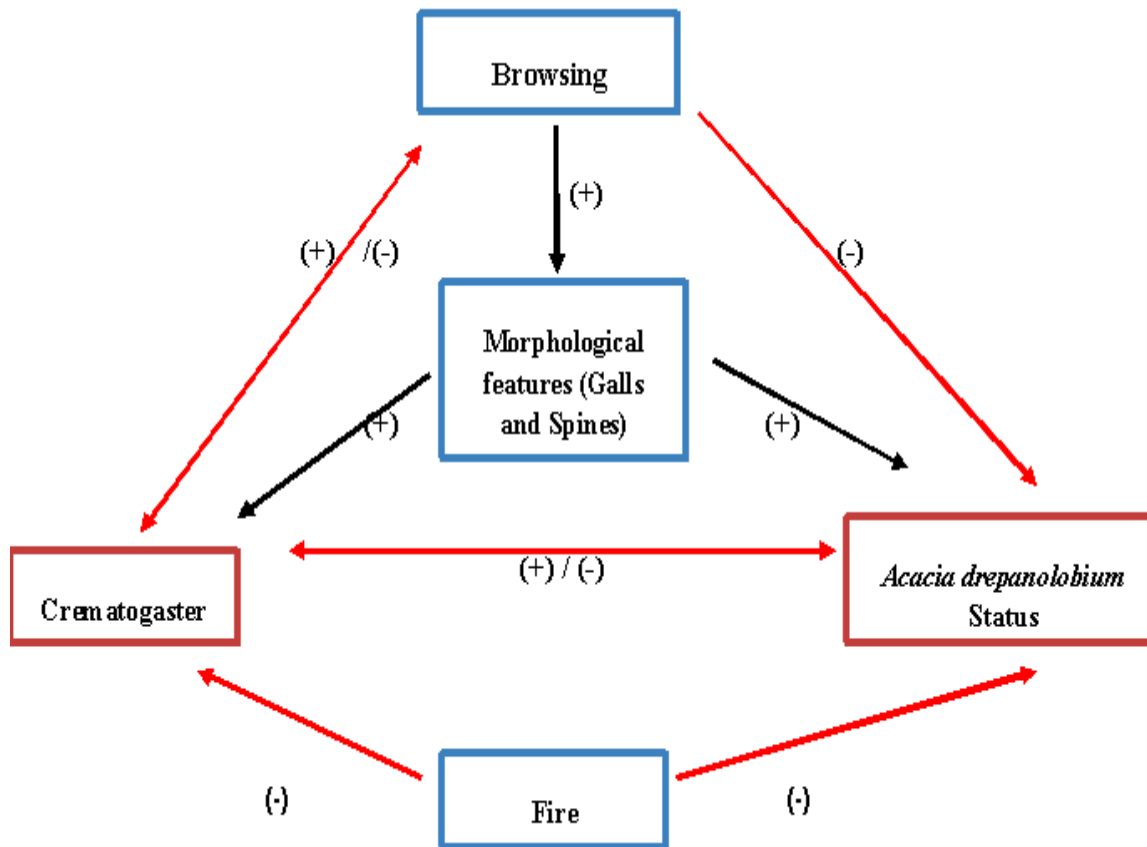 Browsing
(+)
(+) /(-)
(-)
Morphological
features (Galls
and Spines)
(+)
(+)
(+) / (-)
Crematogaster
Acacia drepanolobium
Status
(-)
(-)
Fire